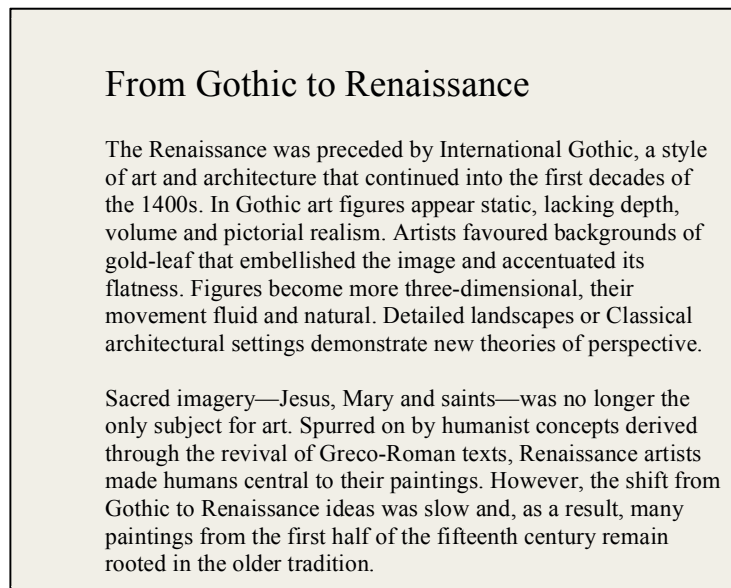 From Gothic to Renaissance
The Renaissance was preceded by International Gothic, a style
of art and architecture that continued into the first decades of
the 1400s. In Gothic art figures appear static, lacking depth,
volume and pictorial realism. Artists favoured backgrounds of
gold-leaf that embellished the image and accentuated its
flatness. Figures become more three-dimensional, their
movement fluid and natural. Detailed landscapes or Classical
architectural settings demonstrate new theories of perspective.
Sacred imagery—Jesus, Mary and saints—was no longer the
only subject for art. Spurred on by humanist concepts derived
through the revival of Greco-Roman texts, Renaissance artists
made humans central to their paintings. However, the shift from
Gothic to Renaissance ideas was slow and, as a result, many
paintings from the first half of the fifteenth century remain
rooted in the older tradition.